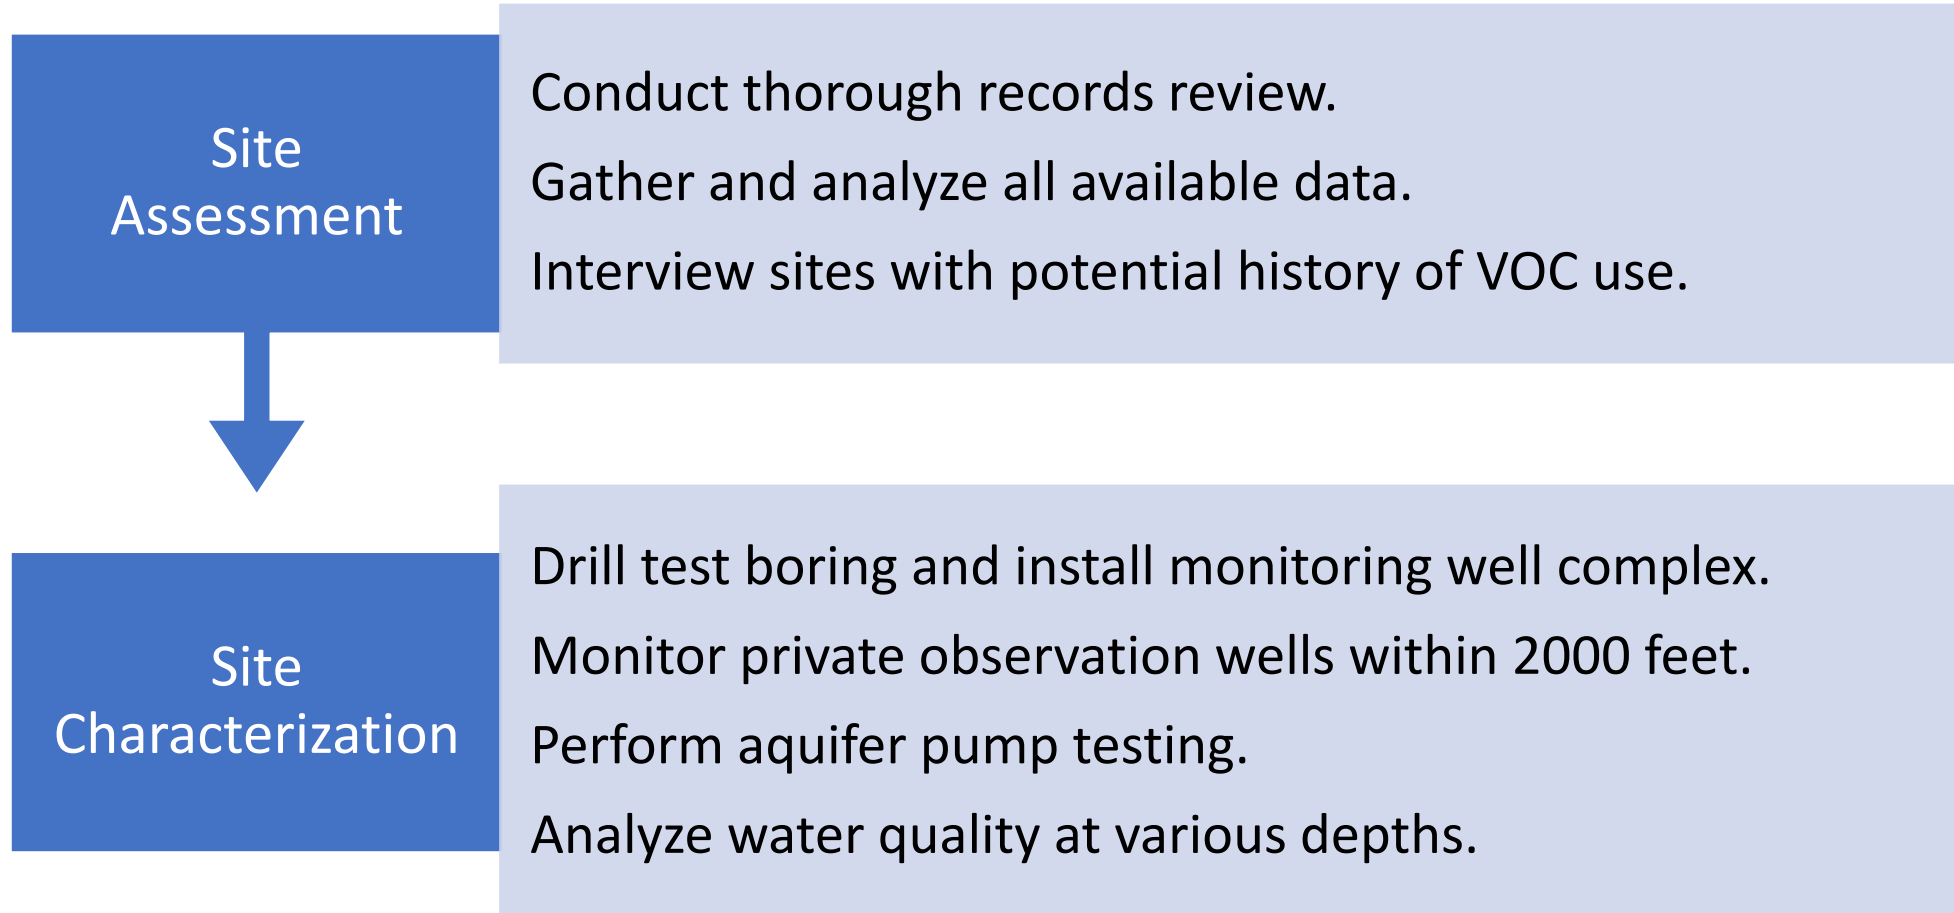 Site
Assessment
Conduct thorough records review.
Gather and analyze all available data.
Interview sites with potential history of VOC use.
Site
Characterization
Drill test boring and install monitoring well complex.
Monitor private observation wells within 2000 feet.
Perform aquifer pump testing.
Analyze water quality at various depths.